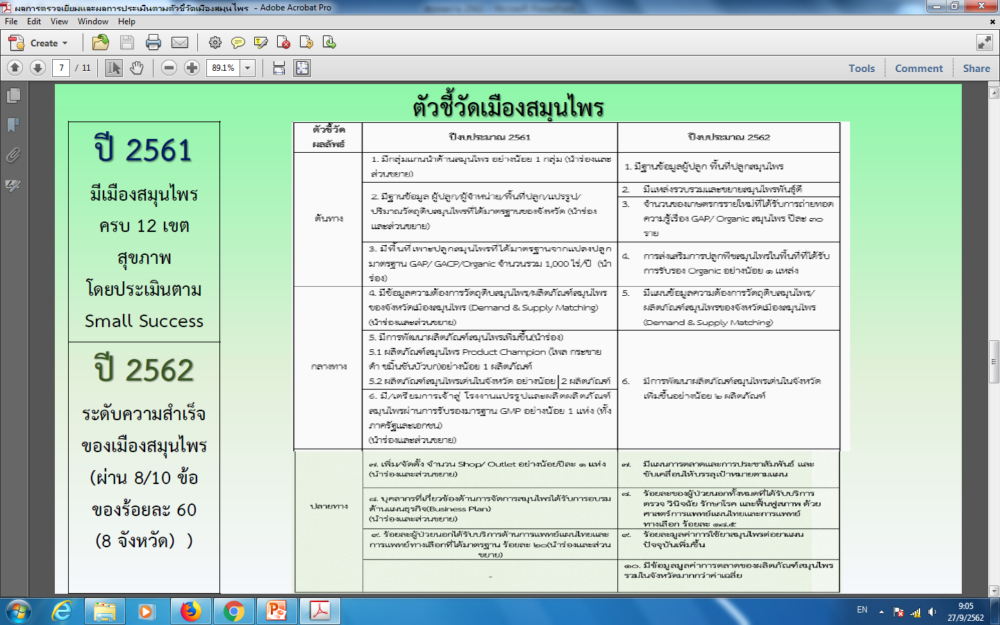 ผลการตรวจเยี่ยมและผลการประเมินตามตัวชี้วัดเมืองสมุนไพร - Adobe Acrobat Pro
File Edit View Window Help
Create
7 / 11 89.1% Tools Comment Share
ตัวชี้วัดเมืองสมุนไพร
ปี 2561
มีเมืองสมุนไพร
ครบ 12 เขต
สุขภาพ
โดยประเมินตาม
Small Success
ปี 2562
ระดับความสำเร็จ
ของเมืองสมุนไพร
(ผ่าน 8/10 ข้อ
ของร้อยละ 60
(8 จังหวัด) )
ตัวชี้วัด
ผลลัพธ์
ปีงบประมาณ 2561
ปีงบประมาณ 2562
ต้นทาง
1. มีกลุ่มแกนนำด้านสมุนไพร อย่างน้อย 1 กลุ่ม (นำร่องและ
ส่วนขยาย)
2. มีฐานข้อมูล ผู้ปลูก/ผู้จำหน่าย/พื้นที่ปลูก/แปรรูป/
ปริมาณวัตถุดิบสมุนไพรที่ได้มาตรฐานของจังหวัด (นำร่อง
และส่วนขยาย)
3. มีพื้นที่เพาะปลูกสมุนไพรที่ได้มาตรฐานจากแปลงปลูก
มาตรฐาน GAP/ GACP/Organic จำนวนรวม 1,000 ไร่/ปี (นำ
ร่อง)
1. มีฐานข้อมูลผู้ปลูก พื้นที่ปลูกสมุนไพร
2. มีแหล่งรวบรวมและขยายสมุนไพรพันธุ์ดี
3. จำนวนของเกษตรกรรายใหม่ที่ได้รับการถ่ายทอด
ความรู้เรื่อง GAP/ Organic สมุนไพร ปีละ ๓๐
ราย
4. การส่งเสริมการปลูกพืชสมุนไพรในพื้นที่ที่ได้รับ
การรับรอง Organic อย่างน้อย ๑ แหล่ง
กลางทาง
4. มีข้อมูลความต้องการวัตถุดิบสมุนไพร/ผลิตภัณฑ์สมุนไพร
ของจังหวัดเมืองสมุนไพร (Demand & Supply Matching)
(นำร่องและส่วนขยาย)
5. มีการพัฒนาผลิตภัณฑ์สมุนไพรเพิ่มขึ้น(นำร่อง)
5.1 ผลิตภัณฑ์สมุนไพร Product Champion (ไพล กระชาย
ดำ ขมิ้นชันบัวบก)อย่างน้อย 1 ผลิตภัณฑ์
5.2 ผลิตภัณฑ์สมุนไพรเด่นในจังหวัด อย่างน้อย 2 ผลิตภัณฑ์
6. มี/เตรียมการเข้าสู่ โรงงานแปรรูปและผลิตผลิตภัณฑ์
สมุนไพรผ่านการรับรองมารฐาน GMP อย่างน้อย 1 แห่ง (ทั้ง
ภาครัฐและเอกชน)
(นำร่องและส่วนขยาย)
5. มีแผนข้อมูลความต้องการวัตถุดิบสมุนไพร/
ผลิตภัณฑ์สมุนไพรของจังหวัดเมืองสมุนไพร
(Demand & Supply Matching)
6. มีการพัฒนาผลิตภัณฑ์สมุนไพรเด่นในจังหวัด
เพิ่มขึ้นอย่างน้อย ๒ ผลิตภัณฑ์
ปลายทาง
๗. เพิ่ม/จัดตั้ง จำนวน Shop/ Outlet อย่างน้อยปีละ ๑ แห่ง
(นำร่องและส่วนขยาย)
๘. บุคลากรที่เกี่ยวข้องด้านการจัดการสมุนไพรได้รับการอบรม
ด้านแผนธุรกิจ(Business Plan)
(นำร่องและส่วนขยาย)
๙. ร้อยละผู้ป่วยนอกได้รับบริการด้านการแพทย์แผนไทยและ
การแพทย์ทางเลือกที่ได้มาตรฐาน ร้อยละ ๒๐(นำร่องและส่วน
ขยาย)
-
๗. มีแผนการตลาดและการประชาสัมพันธ์ และ
ขับเคลื่อนให้บรรลุเป้าหมายตามแผน
๘. ร้อยละของผู้ป่วยนอกทั้งหมดที่ได้รับบริการ
ตรวจ วินิจฉัย รักษาโรค และฟื้นฟูสภาพ ด้วย
ศาสตร์การแพทย์แผนไทยและการแพทย์
ทางเลือก ร้อยละ ๑๘.๕
๙. ร้อยละมูลค่าการใช้ยาสมุนไพรต่อยาแผน
ปัจจุบันเพิ่มขึ้น
๑๐. มีข้อมูลมูลค่าการตลาดของผลิตภัณฑ์สมุนไพร
รวมในจังหวัดมากกว่าค่าเฉลี่ย
EN
9:05
27/9/2562